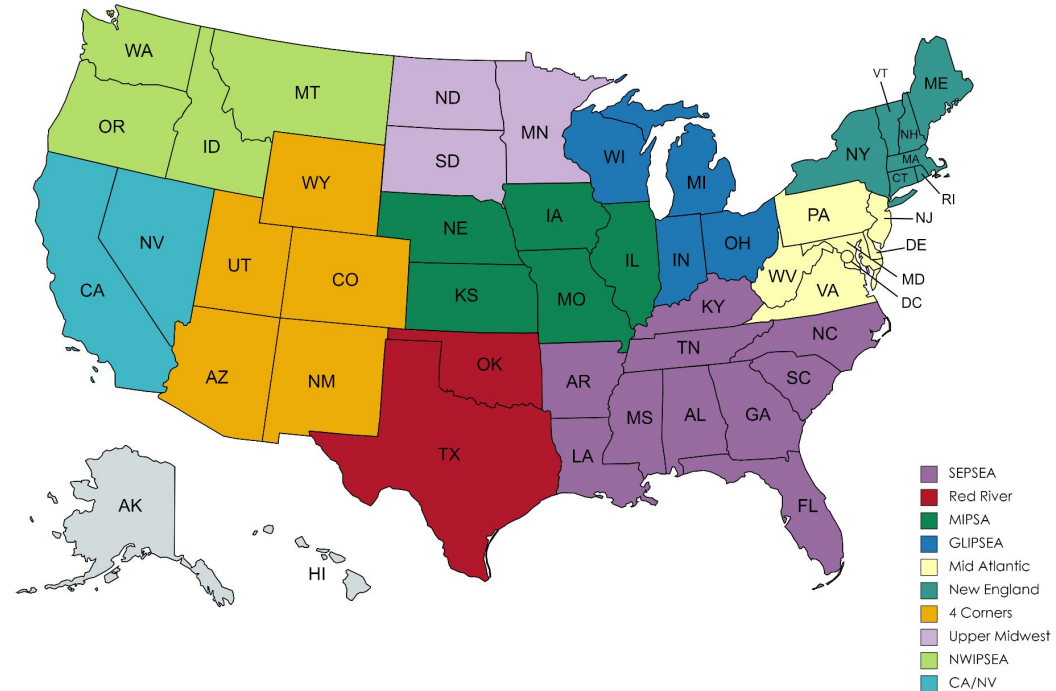 WA
MT
ND
MN
VT
ME
OR
ID
SD
WI
MI
NY
NH
MA
CT
RI
WY
NE
IA
PA
NJ
NV
UT
CO
IL
IN
OH
DE
CA
KS
MO
WV
MD
VA
DC
KY
AZ
NM
OK
AR
TN
NC
SC
TX
LA
MS
AL
GA
FL
AK
HI
SEPSEA
Red River
MIPSA
GLIPSEA
Mid Atlantic
New England
4 Corners
Upper Midwest
NWIPSEA
CA/NV